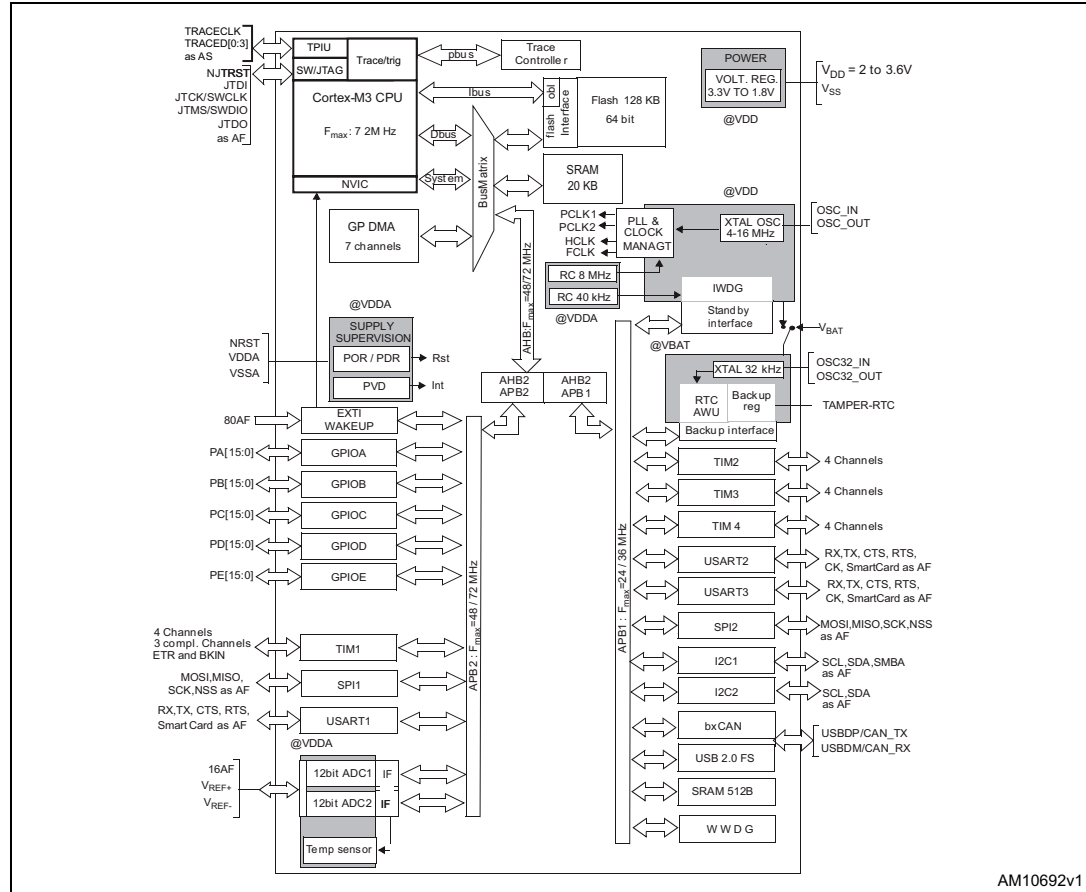 TRACECLK
TRACED[0:3]
as AS
NJTRST
JTDI
JTCK/SWCLK
JTMS/SWDIO
JTDO
as AF
TPIU
SW/JTAG
Trace/trig
Cortex-M3 CPU
Fmax: 7 2M Hz
NVIC
pbus
Trace
Controller
Ibus
Dbus
System
BusMatrix
flash
Interface
obl
Flash 128 KB
64 bit
SRAM
20 KB
POWER
VOLT. REG.
3.3V TO 1.8V
@VDD
VDD = 2 to 3.6V
VSS
GP DMA
7 channels
PCLK1
PCLK2
HCLK
FCLK
PLL &
CLOCK
MANAGT
@VDD
XTAL OSC
4-16 MHz
OSC_IN
OSC_OUT
RC 8 MHz
RC 40 kHz
@VDDA
IWDG
Standby
interface
@VBAT
VBAT
AHB:Fmax=48/72 MHz
@VDDA
SUPPLY
SUPERVISION
POR / PDR
PVD
Rst
Int
NRST
VDDA
VSSA
AHB2
APB2
AHB2
APB1
XTAL 32 kHz
OSC32_IN
OSC32_OUT
RTC
AWU
Backup
reg
TAMPER-RTC
Backup interface
80AF
EXTI
WAKEUP
PA[15:0]
GPIOA
PB[15:0]
GPIOB
PC[15:0]
GPIOC
PD[15:0]
GPIOD
PE[15:0]
GPIOE
4 Channels
3 compl. Channels
ETR and BKIN
TIM1
MOSI,MISO,
SCK,NSS as AF
SPI1
RX,TX, CTS, RTS,
SmartCard as AF
USART1
@VDDA
16AF
VREF+
VREF-
12bit ADC1
IF
12bit ADC2
IF
Temp sensor
APB2 : Fmax=48 / 72 MHz
APB1 : Fmax=24 / 36 MHz
TIM2
4 Channels
TIM3
4 Channels
TIM 4
4 Channels
USART2
RX,TX, CTS, RTS,
CK, SmartCard as AF
USART3
RX,TX, CTS, RTS,
CK, SmartCard as AF
SPI2
MOSI,MISO,SCK,NSS
as AF
I2C1
SCL,SDA,SMBA
as AF
I2C2
SCL,SDA
as AF
bxCAN
USBDP/CAN_TX
USBDM/CAN_RX
USB 2.0 FS
SRAM 512B
W W D G
AM10692v1